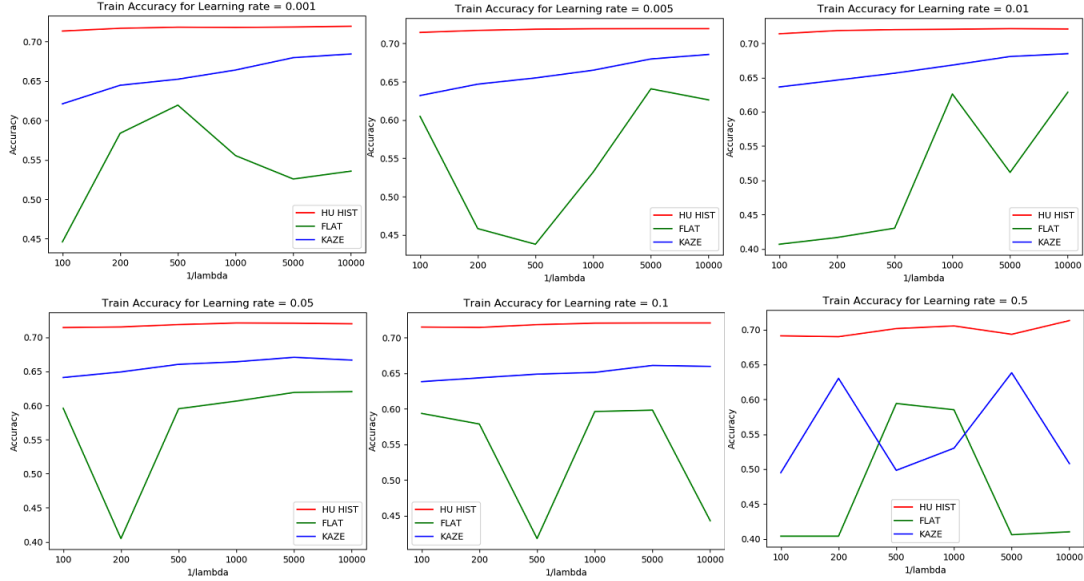 Train Accuracy for Learning rate = 0.001
Accuracy
0.70
0.65
0.60
0.55
0.50
0.45
HU HIST
FLAT
KAZE
100 200 500 1000 5000 10000
1/lambda
Train Accuracy for Learning rate = 0.005
Accuracy
0.70
0.65
0.60
0.55
0.50
0.45
HU HIST
FLAT
KAZE
100 200 500 1000 5000 10000
1/lambda
Train Accuracy for Learning rate = 0.01
Accuracy
0.70
0.65
0.60
0.55
0.50
0.45
0.40
HU HIST
FLAT
KAZE
100 200 500 1000 5000 10000
1/lambda
Train Accuracy for Learning rate = 0.05
Accuracy
0.70
0.65
0.60
0.55
0.50
0.45
0.40
HU HIST
FLAT
KAZE
100 200 500 1000 5000 10000
1/lambda
Train Accuracy for Learning rate = 0.1
Accuracy
0.70
0.65
0.60
0.55
0.50
0.45
HU HIST
FLAT
KAZE
100 200 500 1000 5000 10000
1/lambda
Train Accuracy for Learning rate = 0.5
Accuracy
0.70
0.65
0.60
0.55
0.50
0.45
0.40
HU HIST
FLAT
KAZE
100 200 500 1000 5000 10000
1/lambda